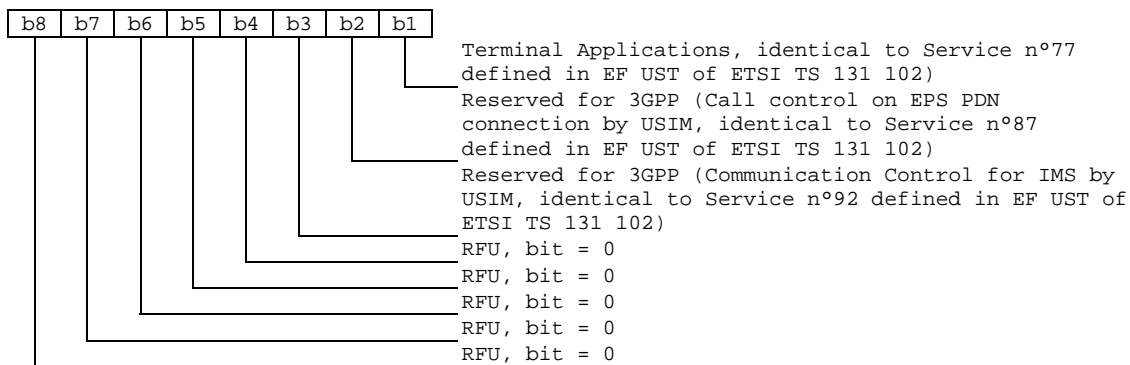 b8 b7 b6 b5 b4 b3 b2 b1
Terminal Applications, identical to Service n°77
defined in EF UST of ETSI TS 131 102)
Reserved for 3GPP (Call control on EPS PDN
connection by USIM, identical to Service n°87
defined in EF UST of ETSI TS 131 102)
Reserved for 3GPP (Communication Control for IMS by
USIM, identical to Service n°92 defined in EF UST of
ETSI TS 131 102)
RFU, bit = 0
RFU, bit = 0
RFU, bit = 0
RFU, bit = 0
RFU, bit = 0